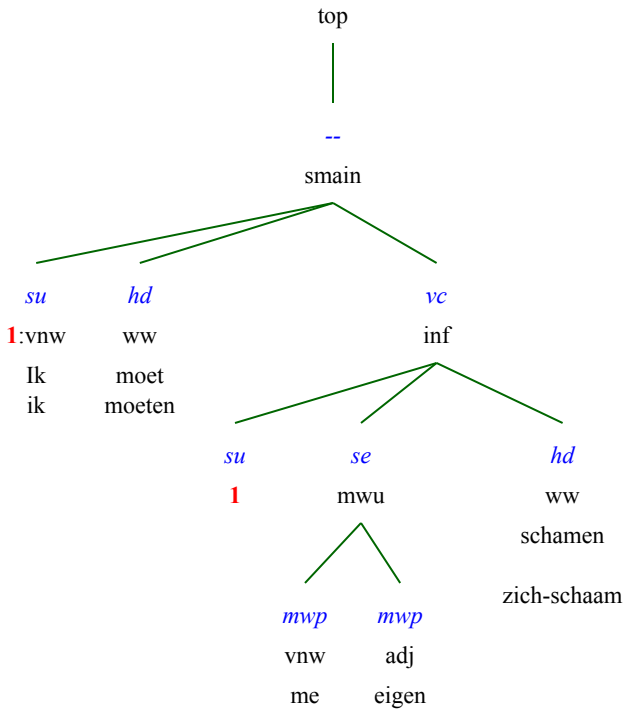 top
--
smain
su hd vc
1:vnw ww inf
Ik moet
ik moeten
su se hd
1 mwu ww
schamen
zich-schaam
mwp mwp
vnw adj
me eigen